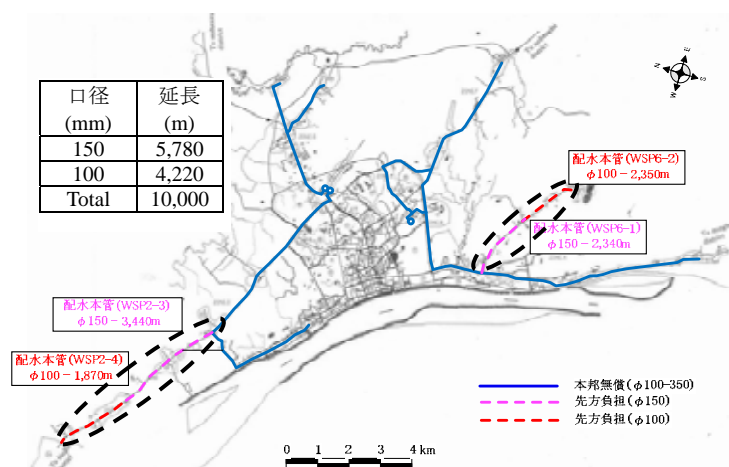 口径 延長
(mm) (m)
150 5,780
100 4,220
Total 10,000
N E
W S
配水本管(WSP6-2)
φ100-2,350m
配水本管(WSP6-1)
φ150-2,340m
配水本管(WSP2-3)
φ150-3,440m
配水本管(WSP2-4)
φ100-1,870m
本邦無償(φ100-350)
先方負担(φ150)
先方負担(φ100)
0 1 2 3 4 km